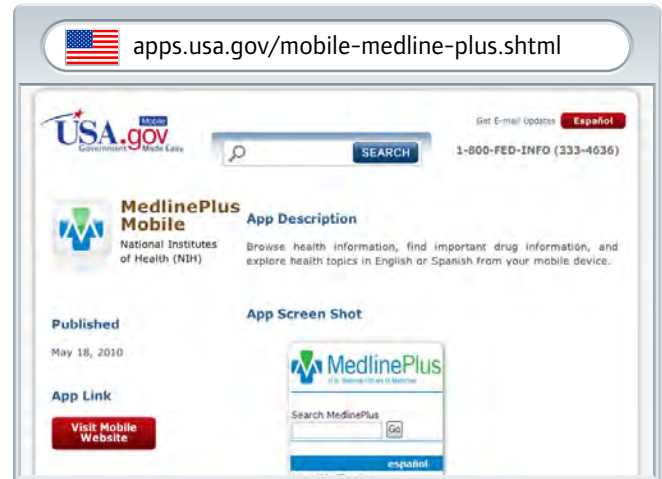 apps.usa.gov/mobile-medline-plus.shtml
Get E-mail Updates Español
Mobile
USA.gov
Government Made Easy
SEARCH
1-800-FED-INFO (333-4636)
MedlinePlus
Mobile
National Institutes
of Health (NIH)
App Description
Browse health information, find important drug information, and
explore health topics in English or Spanish from your mobile device.
Published
May 18, 2010
App Link
Visit Mobile
Website
App Screen Shot
MedlinePlus
Search MedlinePlus
Go
español